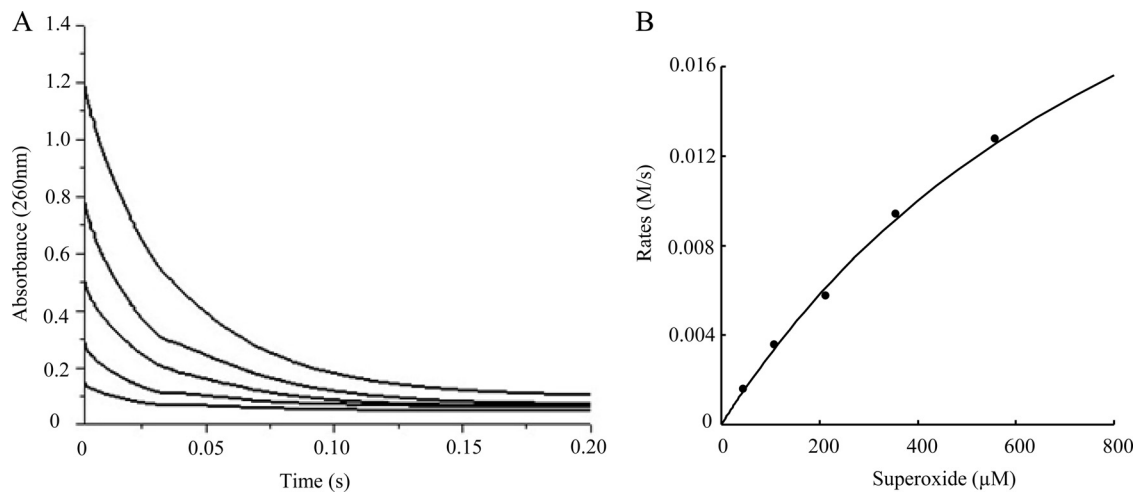 A
1.4
1.2
1.0
0.8
0.6
0.4
0.2
0
Absorbance (260nm)
0 0.05 0.10 0.15 0.20
Time (s)
B
0.016
0.012
0.008
0.004
0
Rates (M/s)
0 200 400 600 800
Superoxide (µM)